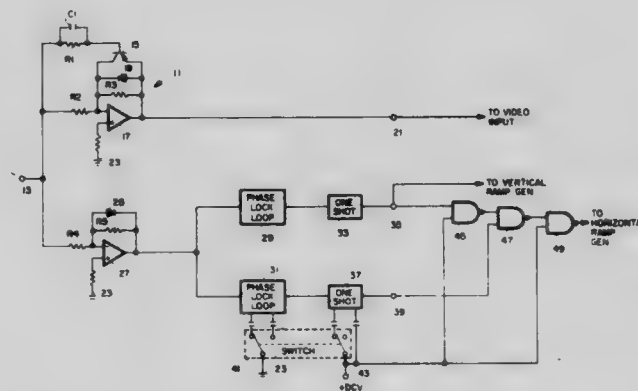 C1
R1
15
19
11
R3
R2
17
21
TO VIDEO
INPUT
23
13
TO VERTICAL
RAMP GEN
28
R5
R4
PHASE
LOCK
LOOP
ONE
SHOT
29
33
38
46
47
49
TO
HORIZONTAL
RAMP
GEN
27
23
31
37
PHASE
LOCK
LOOP
ONE
SHOT
39
SWITCH
41
23
43
+DCV